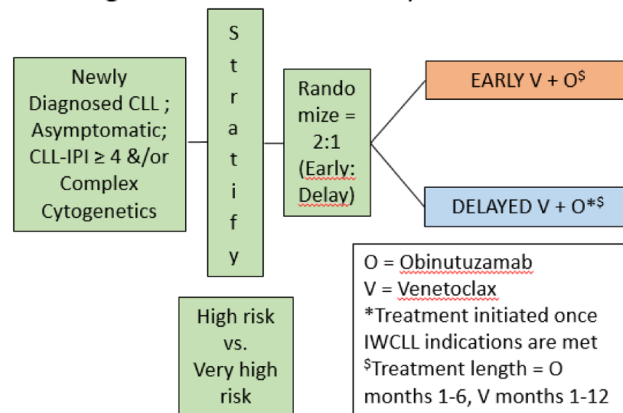 Newly
Diagnosed CLL ;
Asymptomatic;
CLL-IPI ≥ 4 &/or
Complex
Cytogenetics
S
t
r
a
t
i
f
y
Rando
mize =
2:1
(Early:
Delay)
EARLY V + O$
DELAYED V + O*$
High risk
vs.
Very high
risk
O = Obinutuzamab
V = Venetoclax
*Treatment initiated once
IWCLL indications are met
$Treatment length = O
months 1-6, V months 1-12